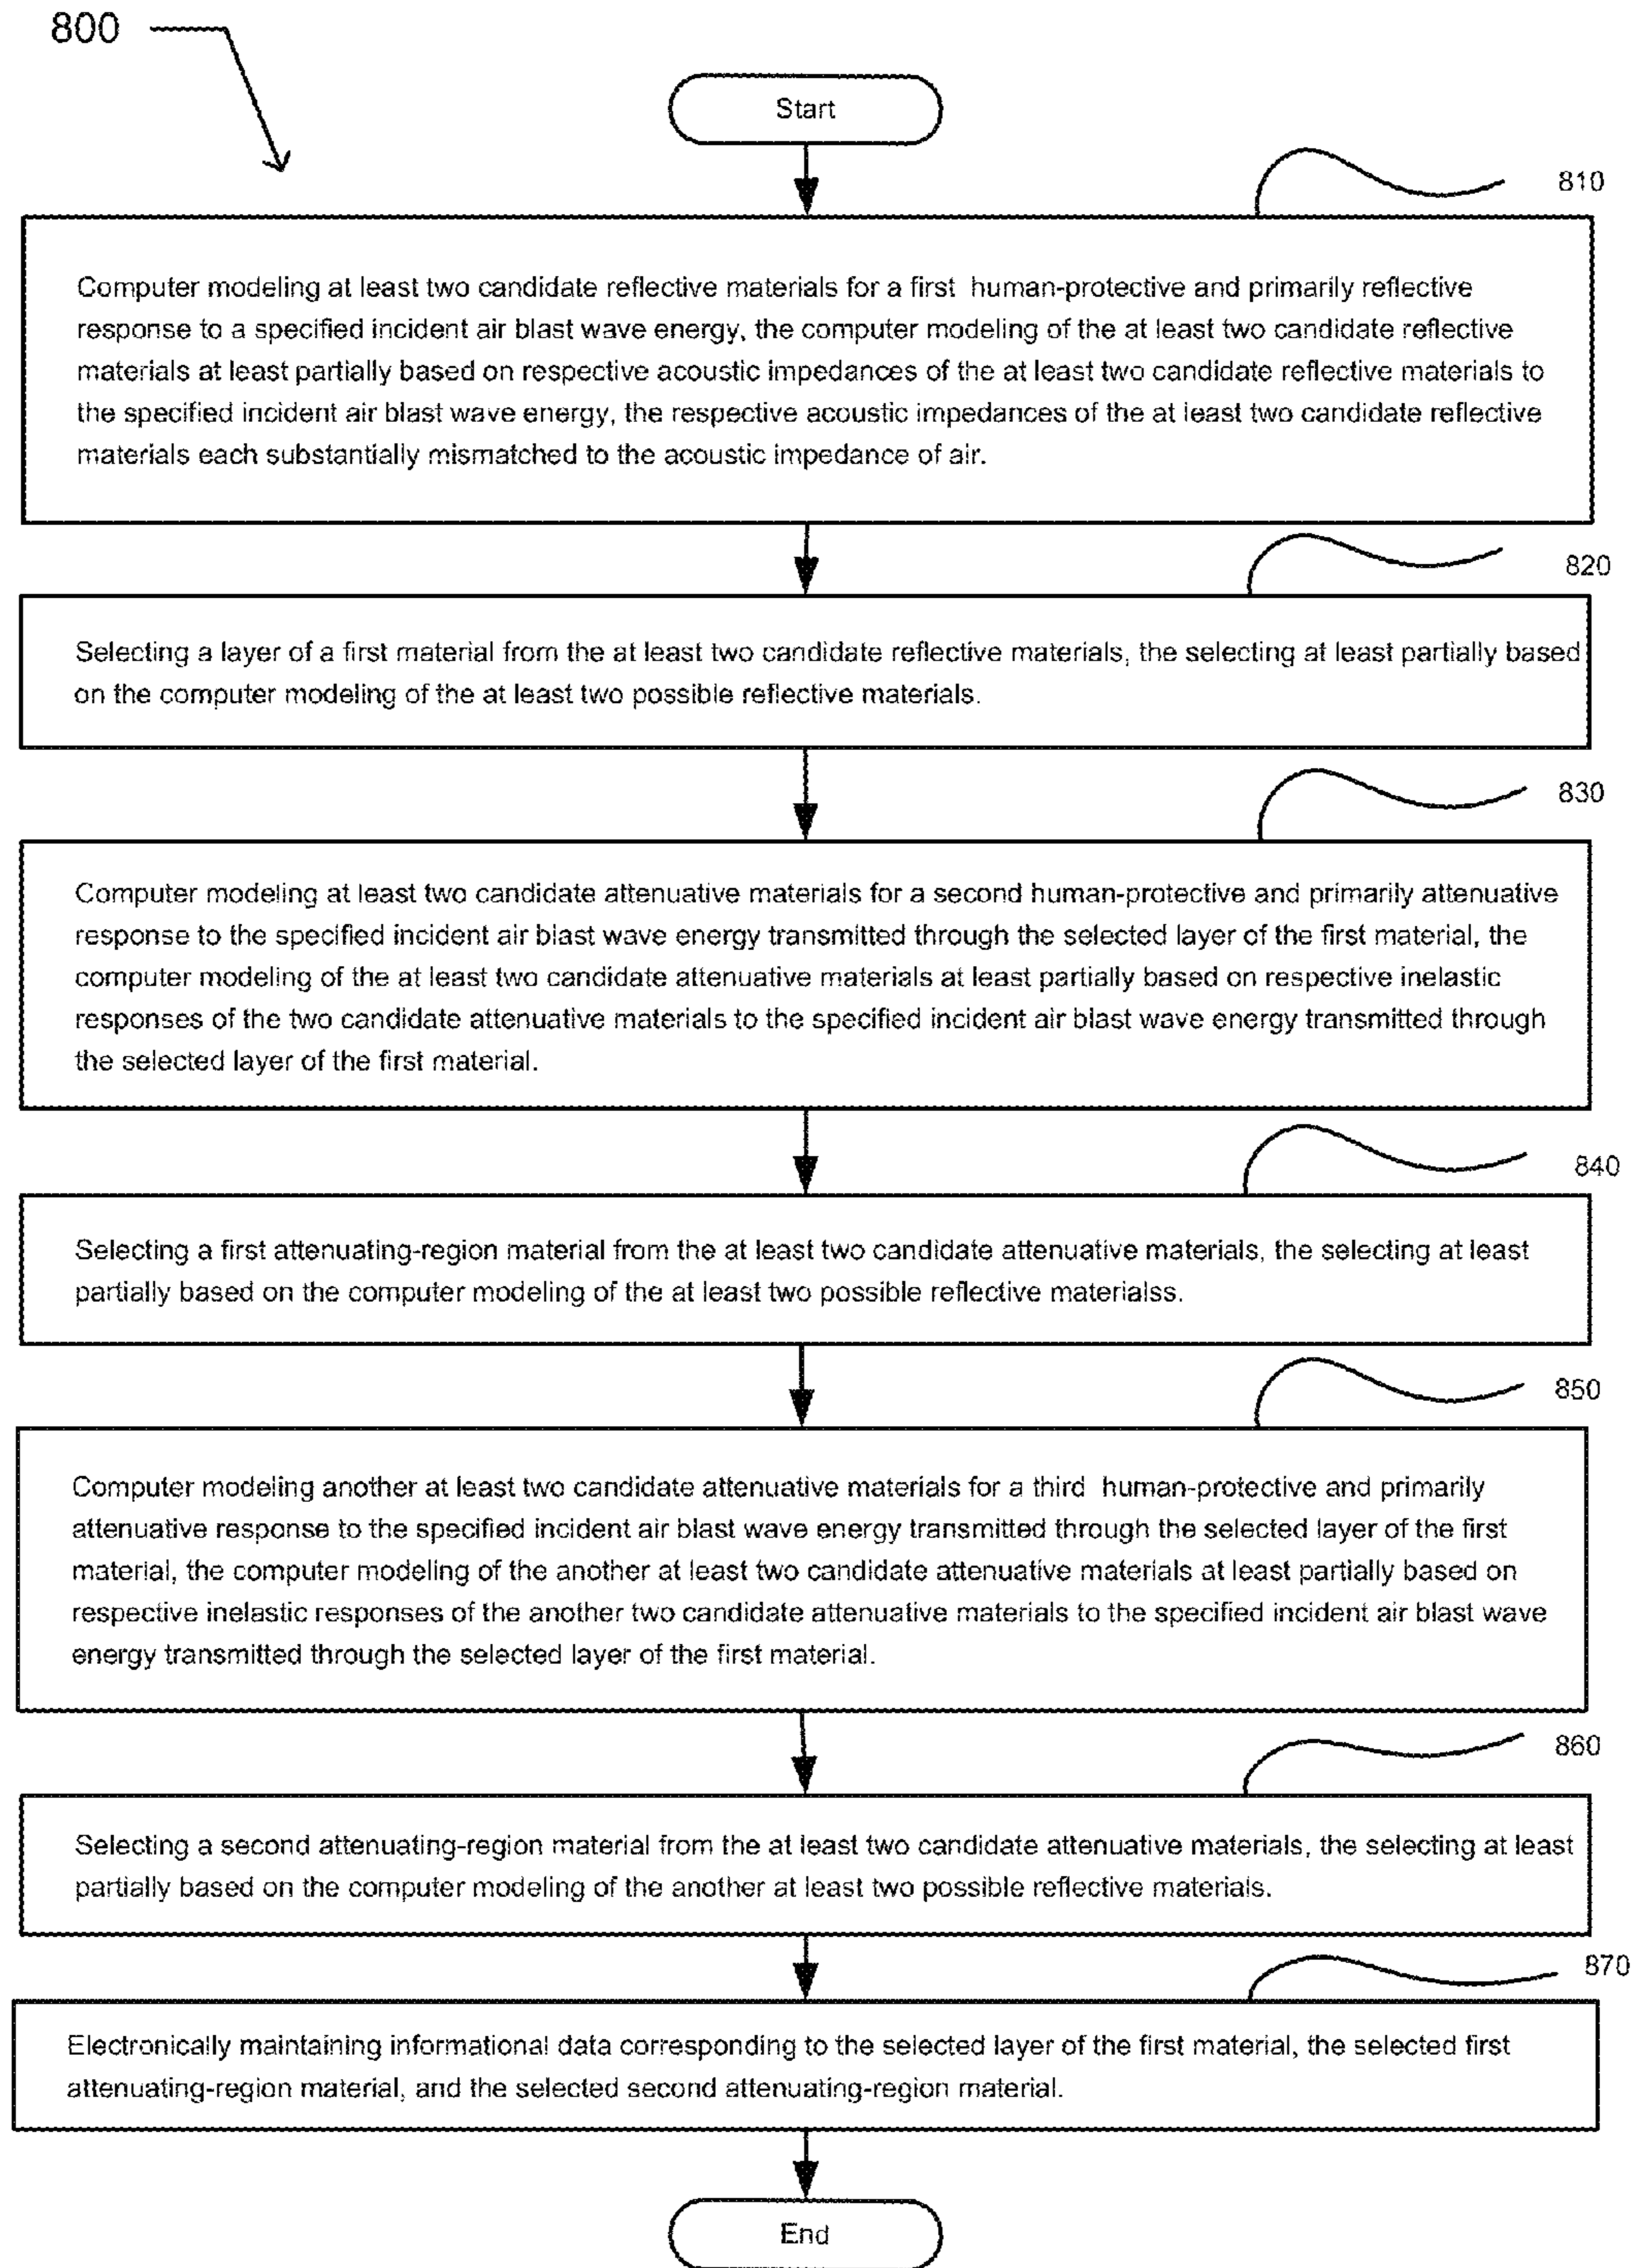 800
Start
810
Computer modeling at least two candidate reflective materials for a first human-protective and primarily reflective
response to a specified incident air blast wave energy, the computer modeling of the at least two candidate reflective
materials at least partially based on respective acoustic impedances of the at least two candidate reflective materials to
the specified incident air blast wave energy, the respective acoustic impedances of the at least two candidate reflective
materials each substantially mismatched to the acoustic impedance of air.
820
Selecting a layer of a first material from the at least two candidate reflective materials, the selecting at least partially based
on the computer modeling of the at least two possible reflective materials.
830
Computer modeling at least two candidate attenuative materials for a second human-protective and primarily attenuative
response to the specified incident air blast wave energy transmitted through the selected layer of the first material, the
computer modeling of the at least two candidate attenuative materials at least partially based on respective inelastic
responses of the two candidate attenuative materials to the specified incident air blast wave energy transmitted through
the selected layer of the first material.
840
Selecting a first attenuating-region material from the at least two candidate attenuative materials, the selecting at least
partially based on the computer modeling of the at least two possible reflective materialss.
850
Computer modeling another at least two candidate attenuative materials for a third human-protective and primarily
attenuative response to the specified incident air blast wave energy transmitted through the selected layer of the first
material, the computer modeling of the another at least two candidate attenuative materials at least partially based on
respective inelastic responses of the another two candidate attenuative materials to the specified incident air blast wave
energy transmitted through the selected layer of the first material.
860
Selecting a second attenuating-region material from the at least two candidate attenuative materials, the selecting at least
partially based on the computer modeling of the another at least two possible reflective materials.
870
Electronically maintaining informational data corresponding to the selected layer of the first material, the selected first
attenuating-region material, and the selected second attenuating-region material.
End